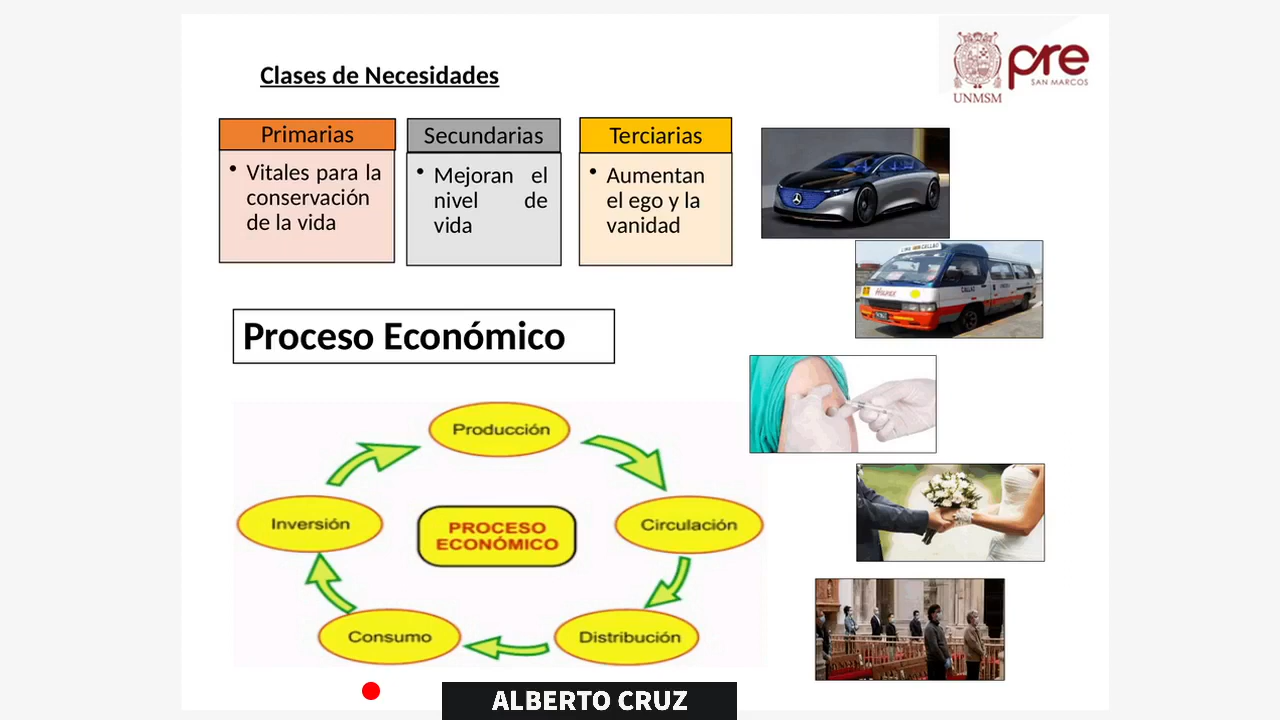 Clases de Necesidades
pre
SAN MARCOS
UNMSM
Primarias
• Vitales para la
conservación
de la vida
Secundarias
• Mejoran el
nivel de
vida
Terciarias
• Aumentan
el ego y la
vanidad
Proceso Económico
Producción
Inversión
PROCESO
ECONÓMICO
Circulación
Consumo
Distribución
CALLAO
ALBERTO CRUZ